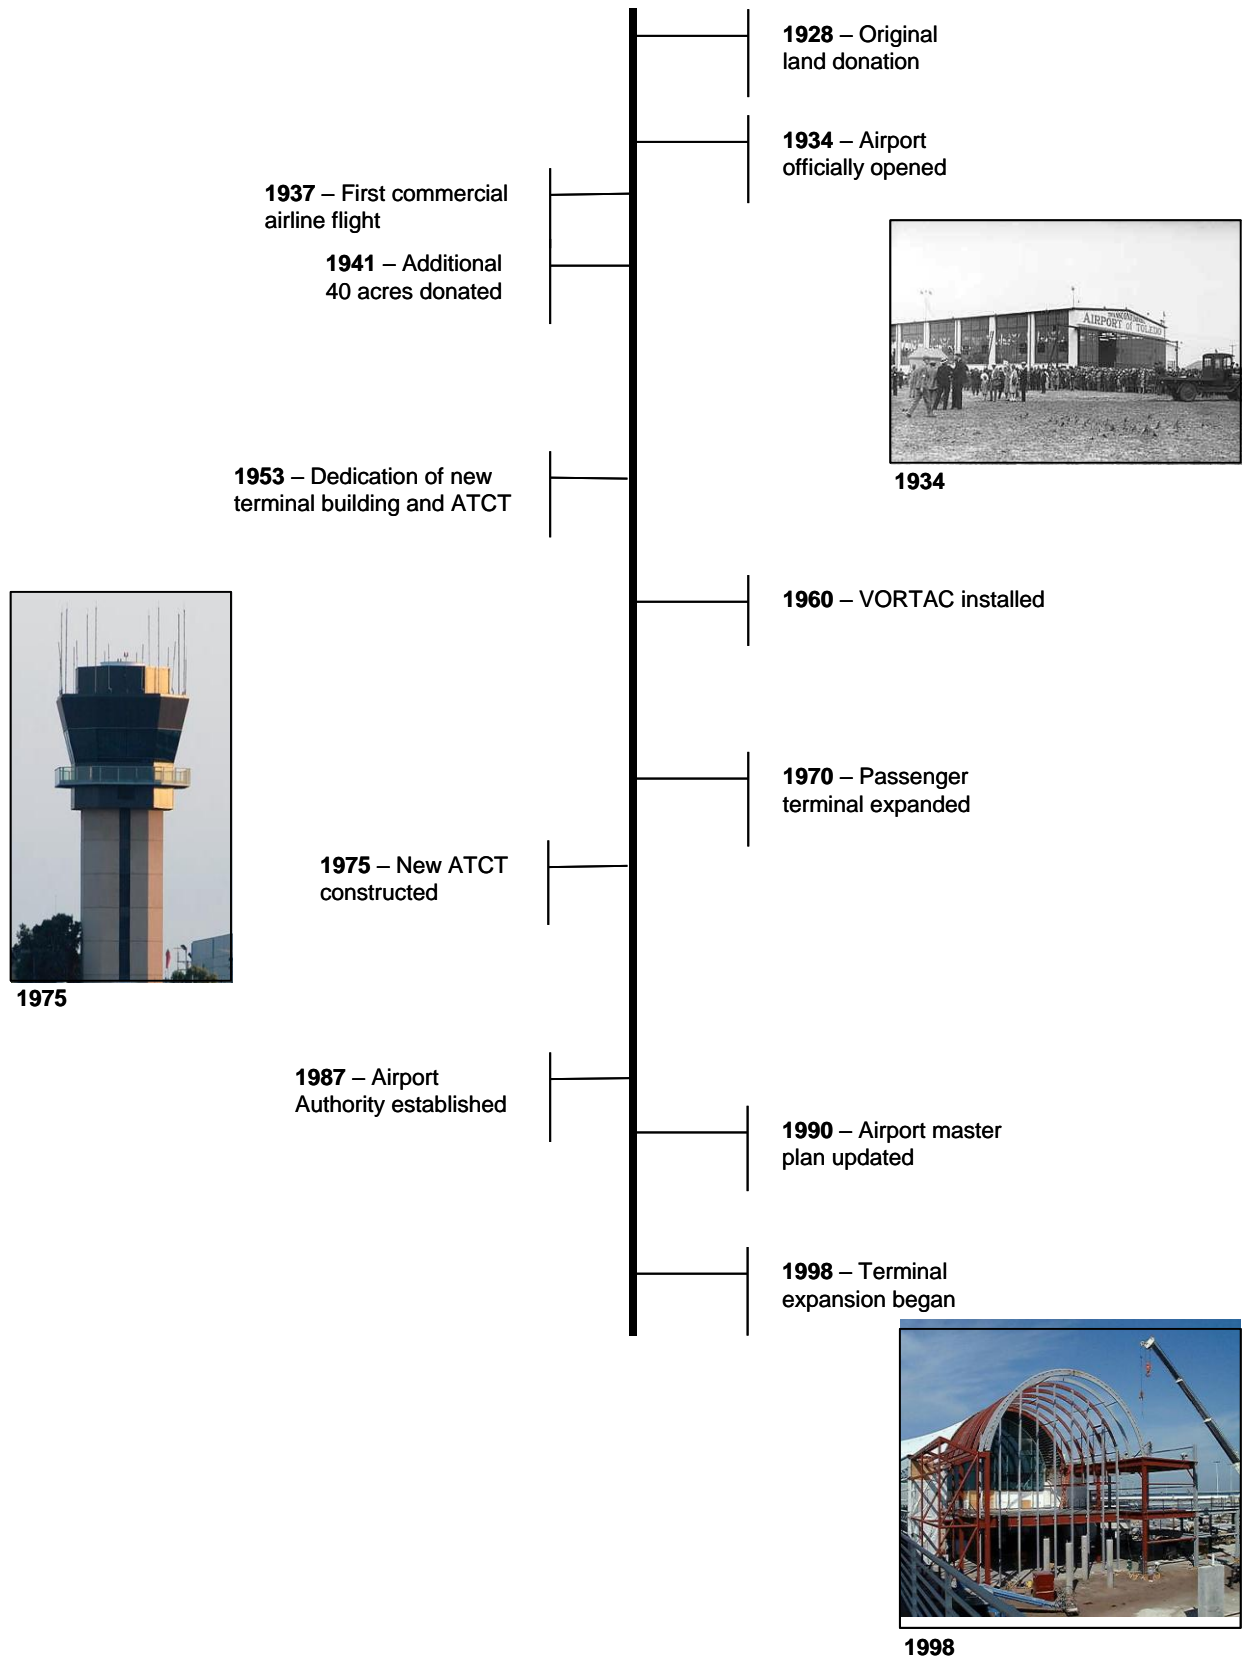 1928 – Original
land donation
1934 – Airport
officially opened
1937 – First commercial
airline flight
1941 – Additional
40 acres donated
AIRPORT of TOLEDO
1934
1953 – Dedication of new
terminal building and ATCT
1960 – VORTAC installed
1970 – Passenger
terminal expanded
1975 – New ATCT
constructed
1975
1987 – Airport
Authority established
1990 – Airport master
plan updated
1998 – Terminal
expansion began
1998